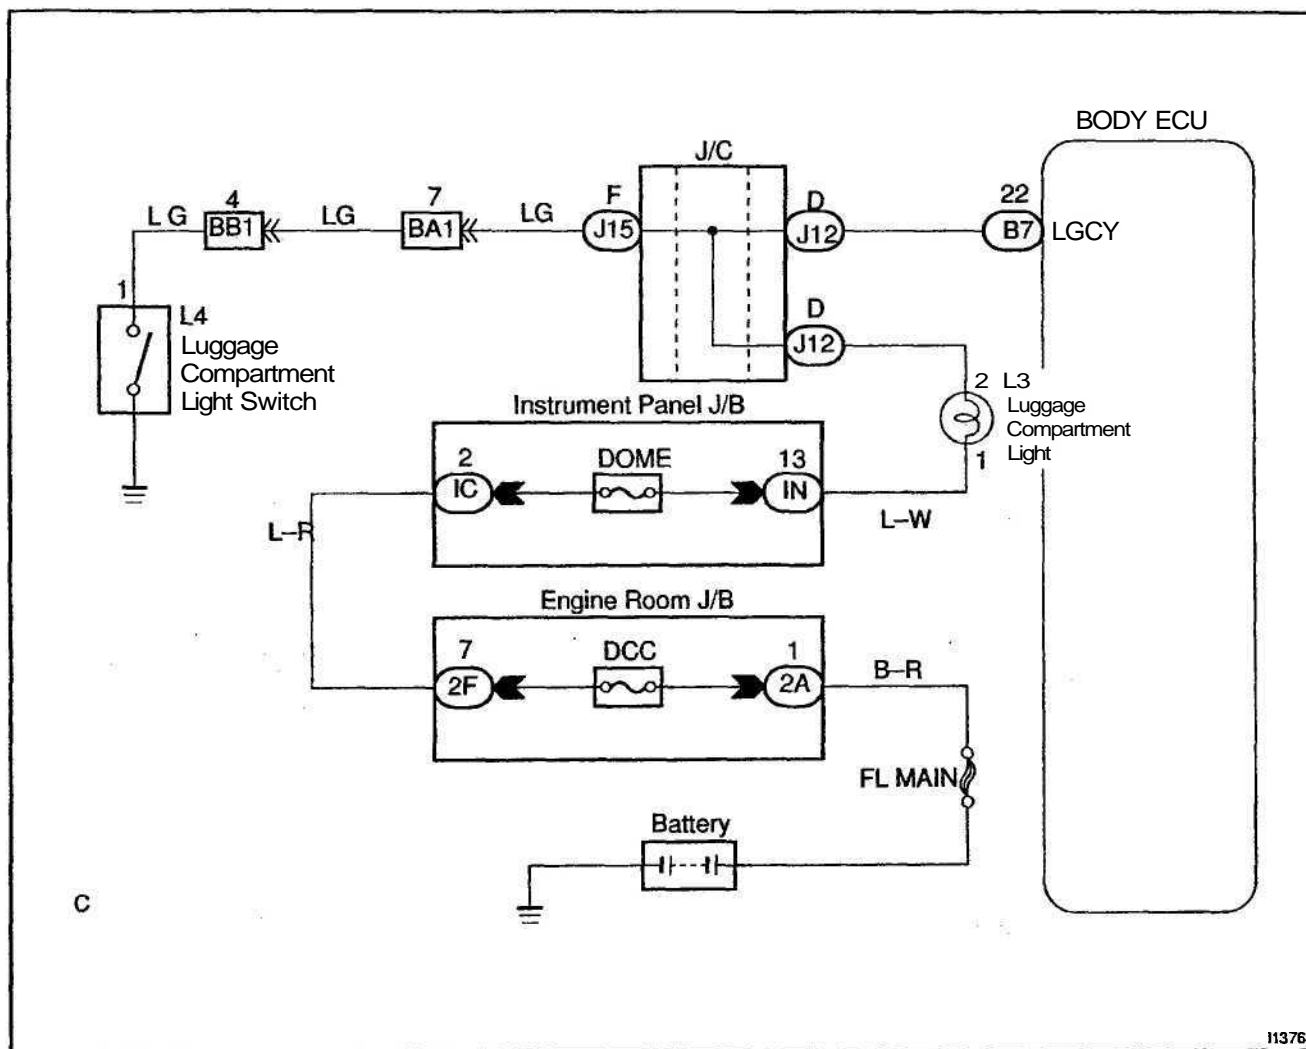 BODY ECU
J/C
4
7
F
D
22
L G
BB1
LG
BA1
LG
J15
J12
B7
LGCY
1
L4
Luggage
Compartment
Light Switch
D
J12
2 L3
Luggage
Compartment
Light
1
Instrument Panel J/B
2
DOME
13
IC
IN
L–R
L–W
Engine Room J/B
7
DCC
1
2F
2A
B–R
FL MAIN
Battery
C
I1376